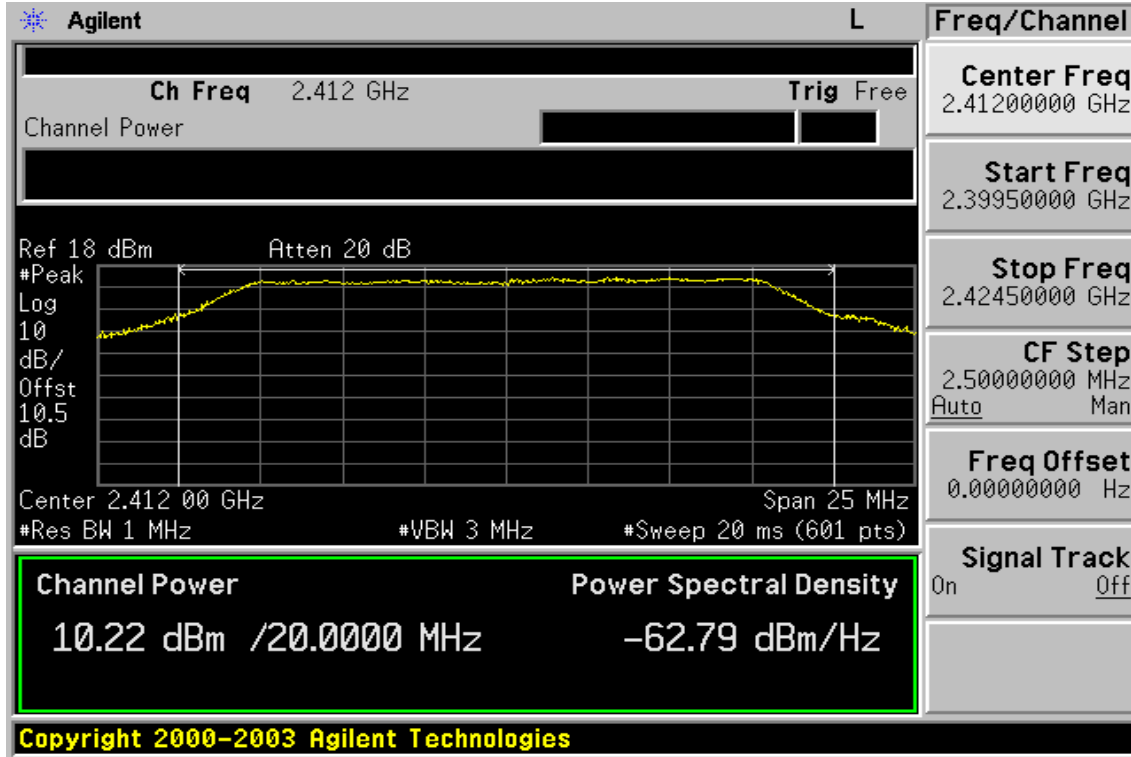 Agilent L Freq/Channel
Ch Freq 2.412 GHz Trig Free
Channel Power
Center Freq
2.41200000 GHz
Start Freq
2.39950000 GHz
Stop Freq
2.42450000 GHz
CF Step
2.50000000 MHz
Auto Man
Freq Offset
0.00000000 Hz
Signal Track
On Off
Ref 18 dBm Atten 20 dB
#Peak
Log
10
dB/
Offst
10.5
dB
Center 2.412 00 GHz Span 25 MHz
#Res BW 1 MHz #VBW 3 MHz #Sweep 20 ms (601 pts)
Channel Power Power Spectral Density
10.22 dBm /20.0000 MHz -62.79 dBm/Hz
Copyright 2000-2003 Agilent Technologies